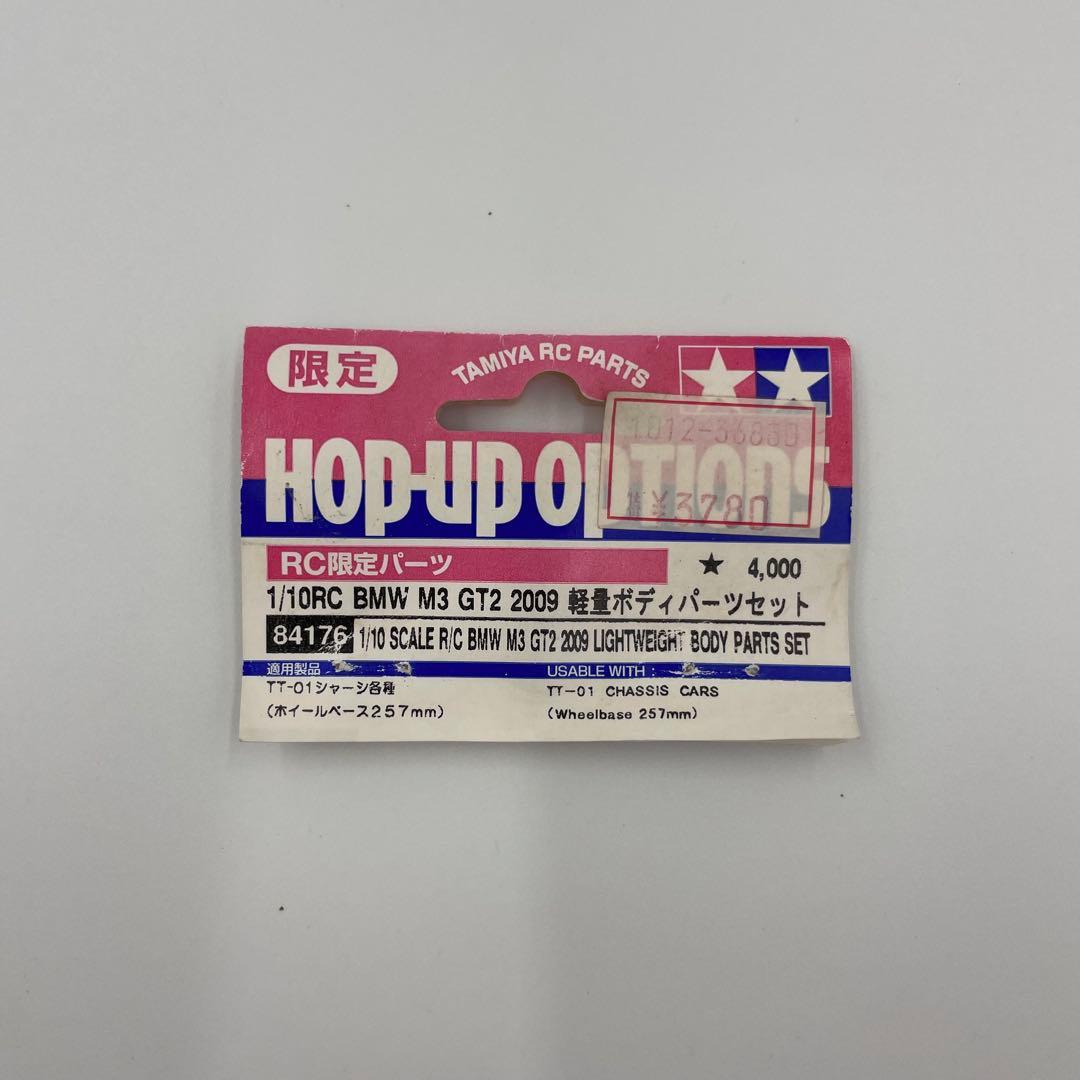 限定
TAMIYA RC PARTS
HOP-UP OPTIONS
1012-36830
¥3780
RC限定パーツ
★ 4,000
1/10RC BMW M3 GT2 2009 軽量ボディパーツセット
84176 1/10 SCALE R/C BMW M3 GT2 2009 LIGHTWEIGHT BODY PARTS SET
適用製品
TT-01シャーシ各種
(ホイールベース257mm)
USABLE WITH :
TT-01 CHASSIS CARS
(Wheelbase 257mm)